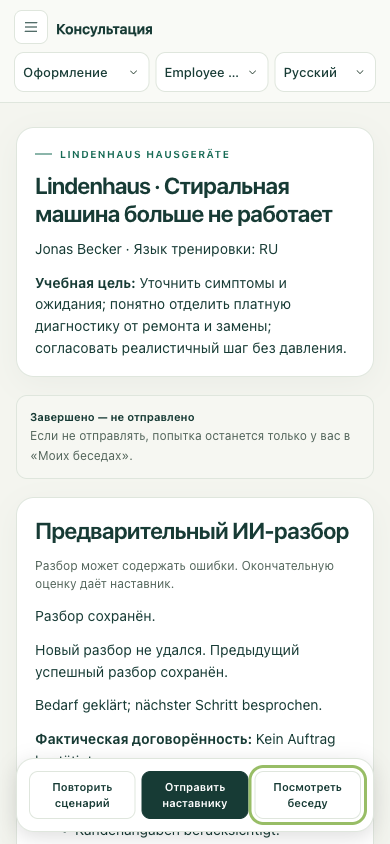 Консультация
Оформление
Employee ...
Русский
LINDENHAUS HAUSGERÄTE
Lindenhaus · Стиральная
машина больше не работает
Jonas Becker · Язык тренировки: RU
Учебная цель: Уточнить симптомы и
ожидания; понятно отделить платную
диагностику от ремонта и замены;
согласовать реалистичный шаг без давления.
Завершено — не отправлено
Если не отправлять, попытка останется только у вас в
«Моих беседах».
Предварительный ИИ-разбор
Разбор может содержать ошибки. Окончательную
оценку даёт наставник.
Разбор сохранён.
Новый разбор не удался. Предыдущий
успешный разбор сохранён.
Bedarf geklärt; nächster Schritt besprochen.
Фактическая договорённость: Kein Auftrag
Повторить
сценарий
Отправить
наставнику
Посмотреть
беседу
Kundenangaben berücksichtigt.